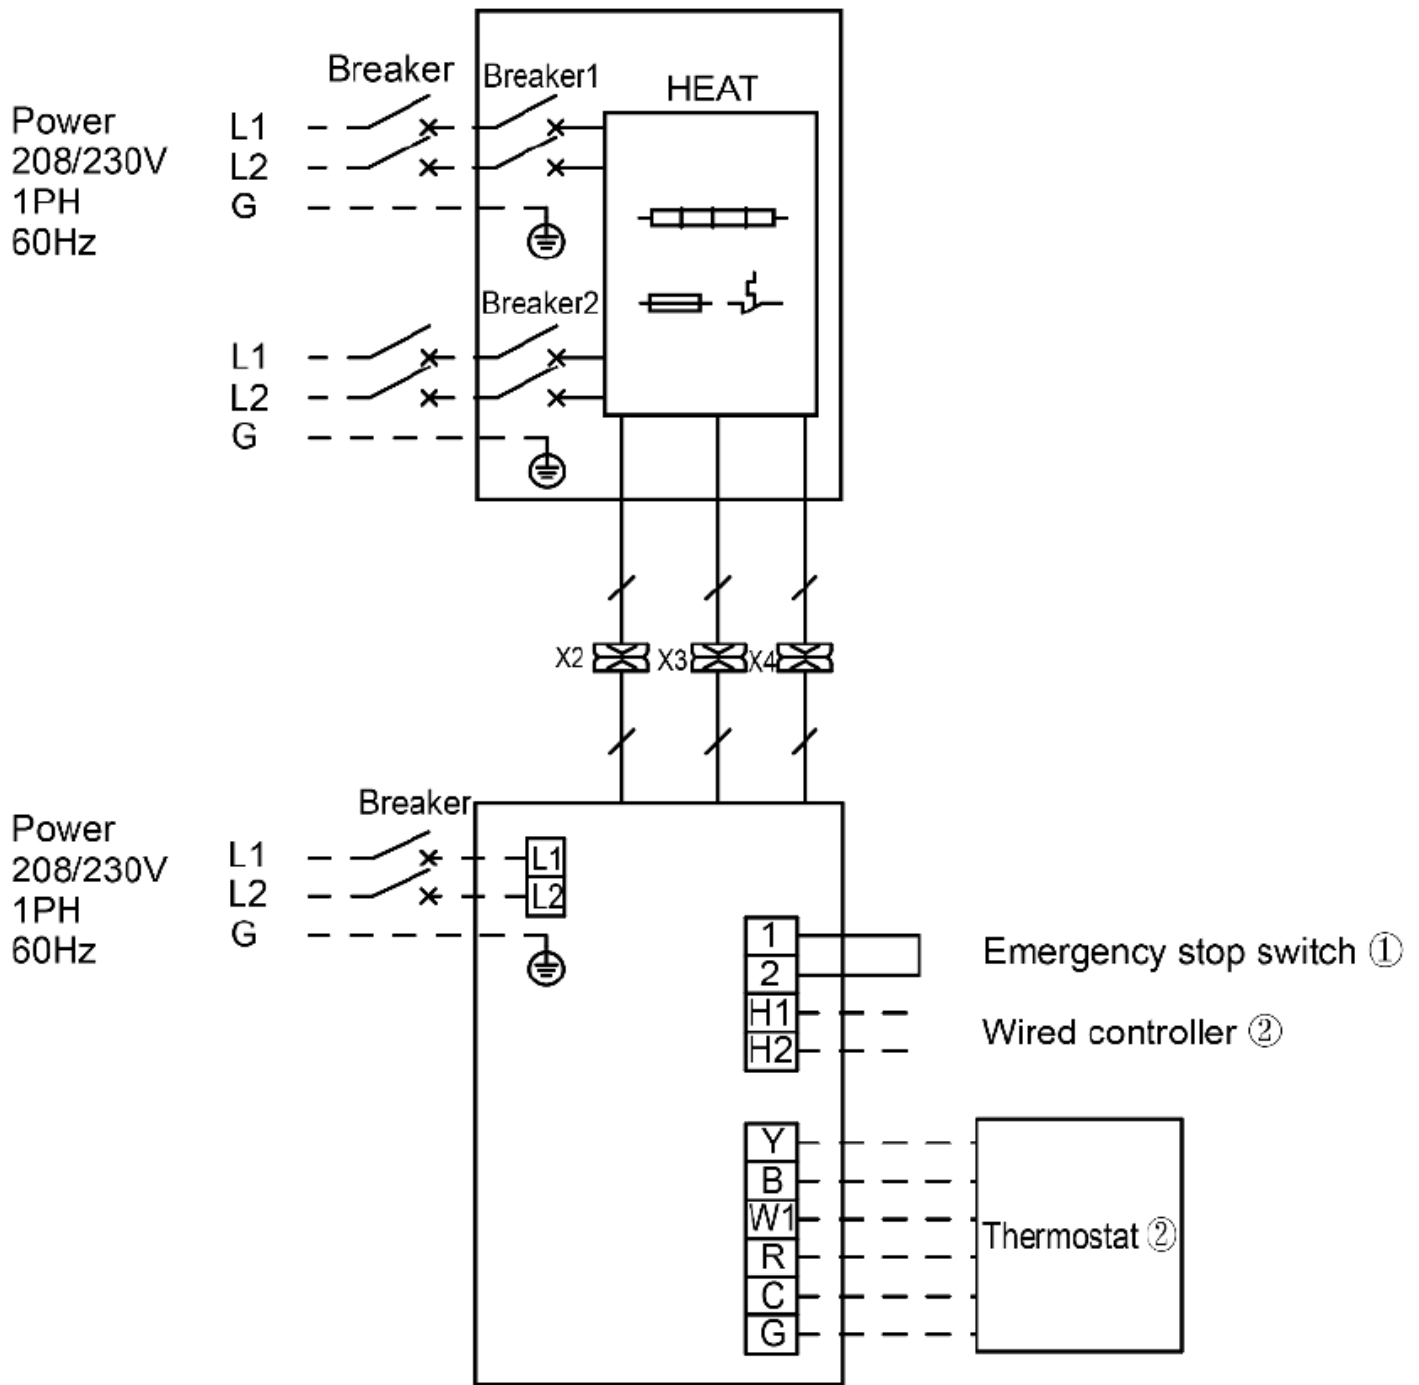 Breaker
Breaker1
HEAT
Power
208/230V
1PH
60Hz
L1
L2
G
Breaker2
L1
L2
G
X2
X3
X4
Breaker
Power
208/230V
1PH
60Hz
L1
L2
G
L1
L2
1
2
H1
H2
Emergency stop switch ①
Wired controller ②
Y
B
W1
R
C
G
Thermostat ②